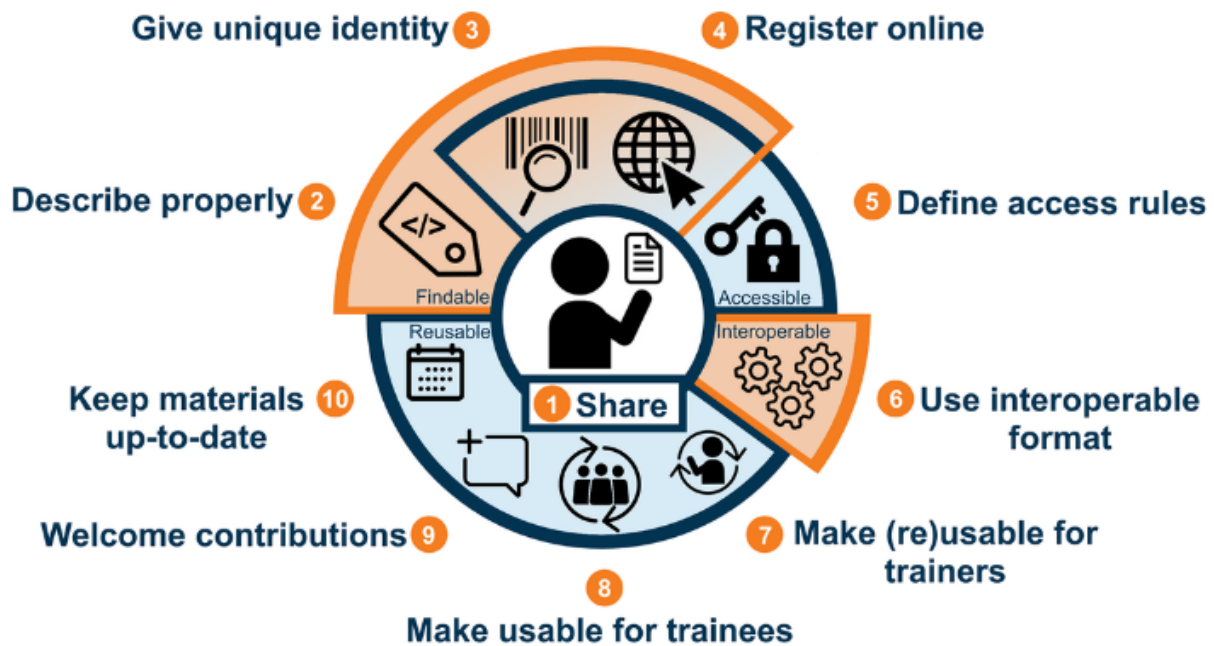 Give unique identity 3
4 Register online
Describe properly 2
5 Define access rules
</>
Findable
Accessible
Reusable
Interoperable
Keep materials 10
up-to-date
1 Share
6 Use interoperable
format
Welcome contributions 9
7 Make (re)usable for
trainers
8
Make usable for trainees